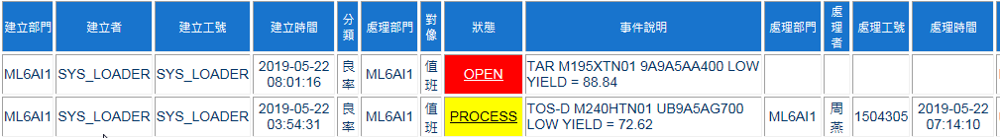 建立部門 建立者 建立工號 建立時間 分類 處理部門 對像 狀態 事件說明 處理部門 處理者 處理工號 處理時間
ML6AI1 SYS_LOADER SYS_LOADER 2019-05-22 08:01:16 良率 ML6AI1 值班 OPEN TAR M195XTN01 9A9A5AA400 LOW YIELD = 88.84
ML6AI1 SYS_LOADER SYS_LOADER 2019-05-22 03:54:31 良率 ML6AI1 值班 PROCESS TOS-D M240HTN01 UB9A5AG700 LOW YIELD = 72.62 ML6AI1 周燕 1504305 2019-05-22 07:14:10